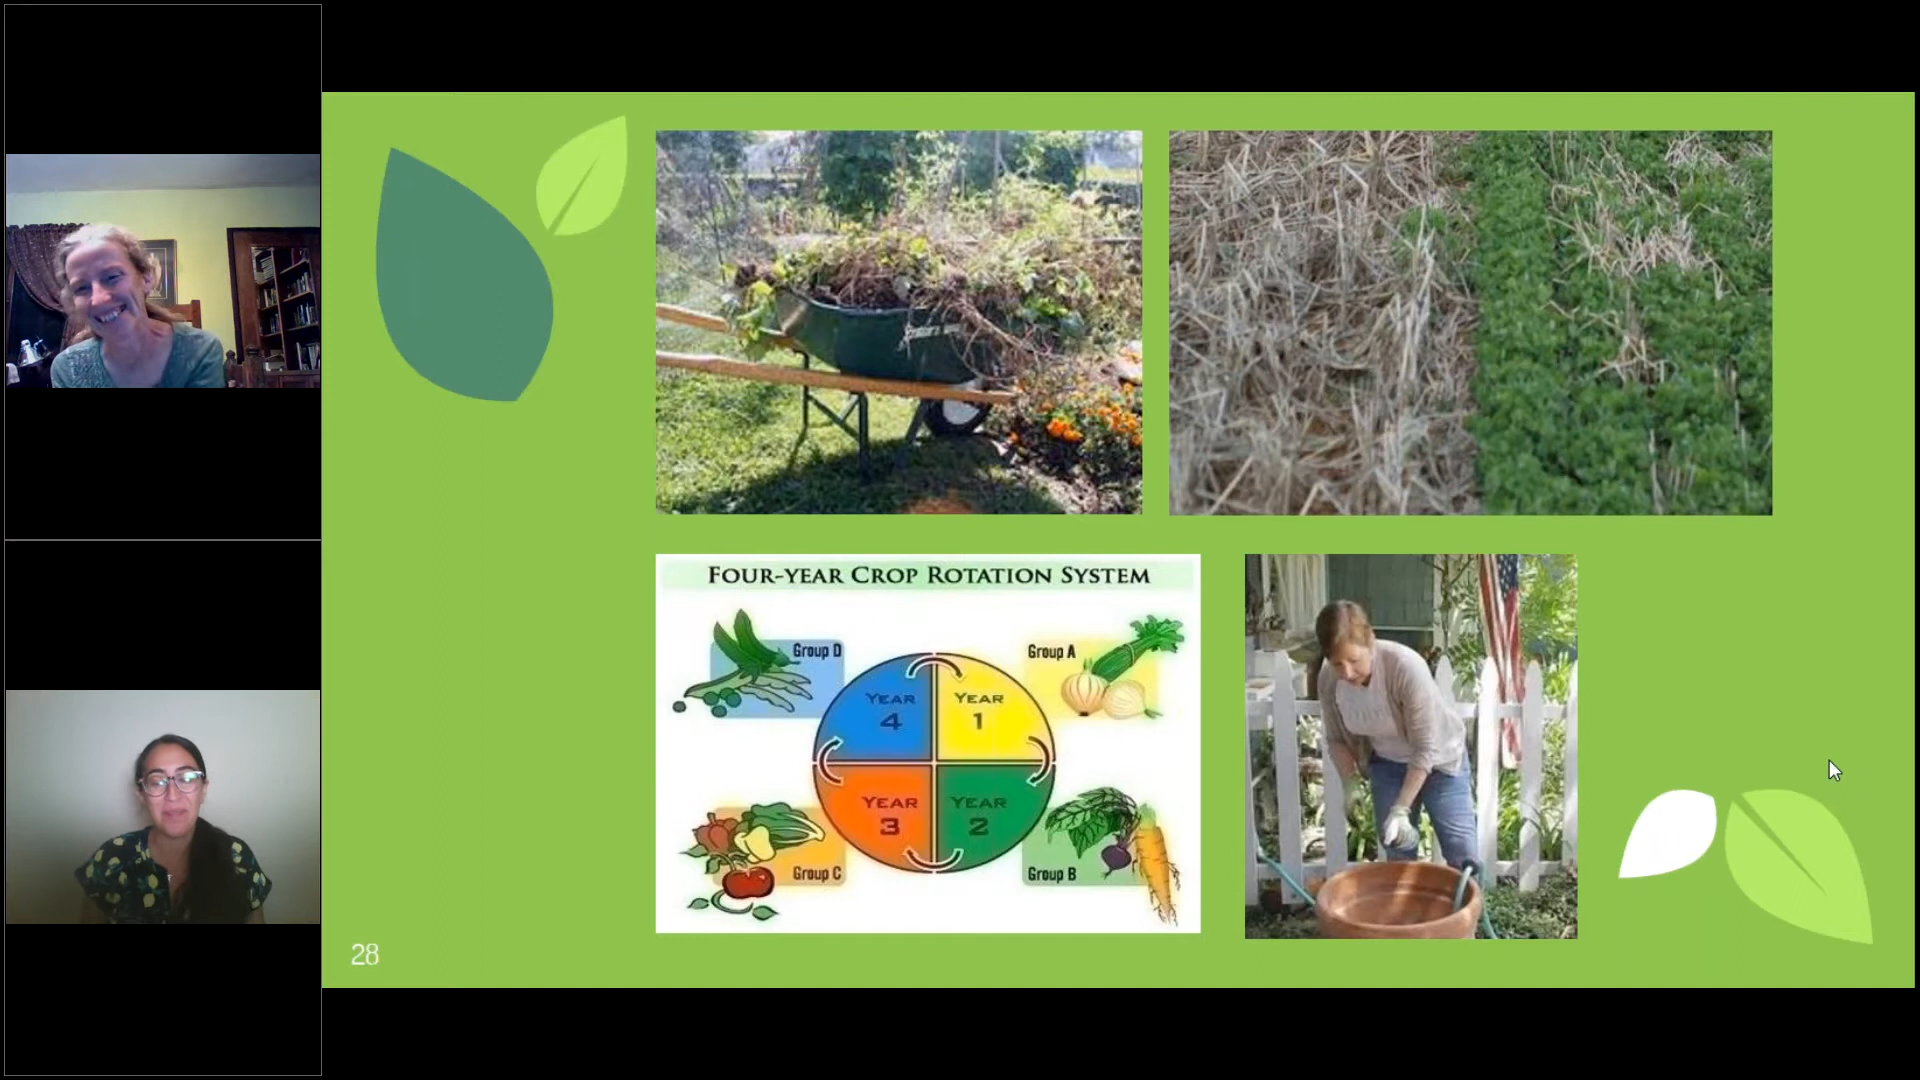 FOUR-YEAR CROP ROTATION SYSTEM
Group D
Group A
YEAR
4
YEAR
1
YEAR
3
YEAR
2
Group C
Group B
28